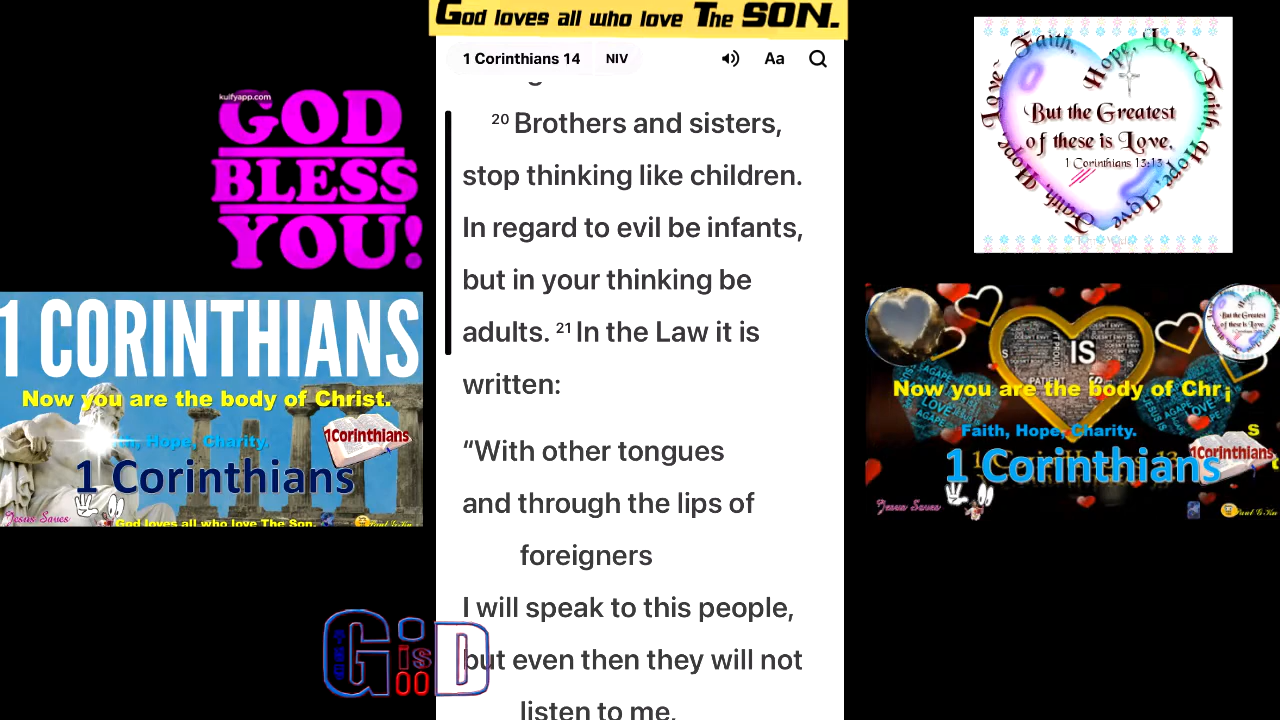 God loves all who love The SON.
1 Corinthians 14 NIV Aa
20 Brothers and sisters,
stop thinking like children.
In regard to evil be infants,
but in your thinking be
adults. 21 In the Law it is
written:
“With other tongues
and through the lips of
foreigners
I will speak to this people,
but even then they will not
listen to me,
kulfyapp.com
GOD
BLESS
YOU!
1 CORINTHIANS
Now you are the body of Christ.
Hope, Charity.
1Corinthians
1 Corinthians
Jesus Saves
God loves all who love The Son.
GOD
is
Faith, Hope, Love
But the Greatest
of these is Love.
1 Corinthians 13:13
IS
Now you are the body of Chri
Faith, Hope, Charity.
1Corinthians
1 Corinthians
Jesus Saves